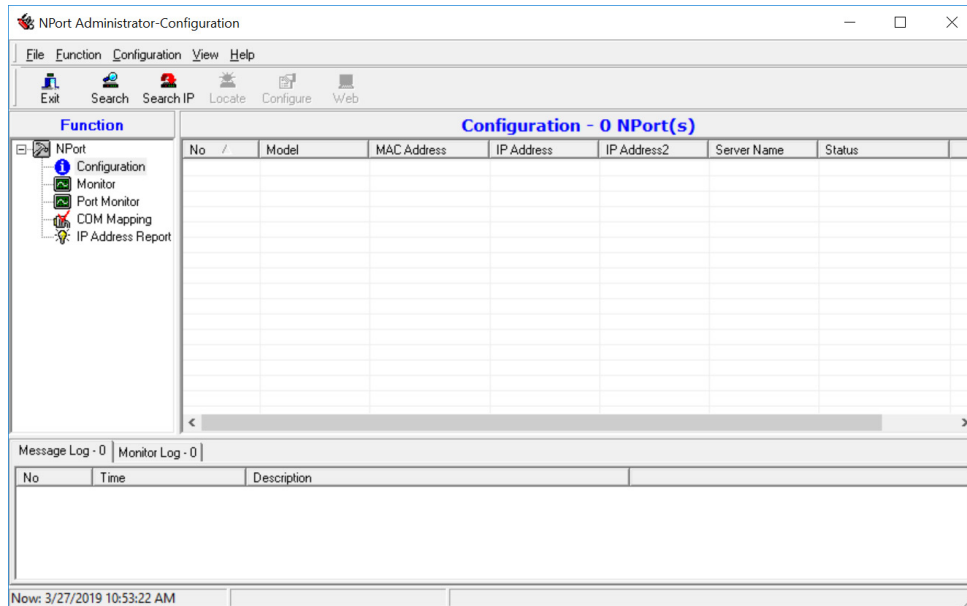 NPort Administrator-Configuration
File Function Configuration View Help
Exit Search Search IP Locate Configure Web
Function
Configuration - 0 NPort(s)
NPort
Configuration
Monitor
Port Monitor
COM Mapping
IP Address Report
No / Model MAC Address IP Address IP Address2 Server Name Status
Message Log - 0 Monitor Log - 0
No Time Description
Now: 3/27/2019 10:53:22 AM